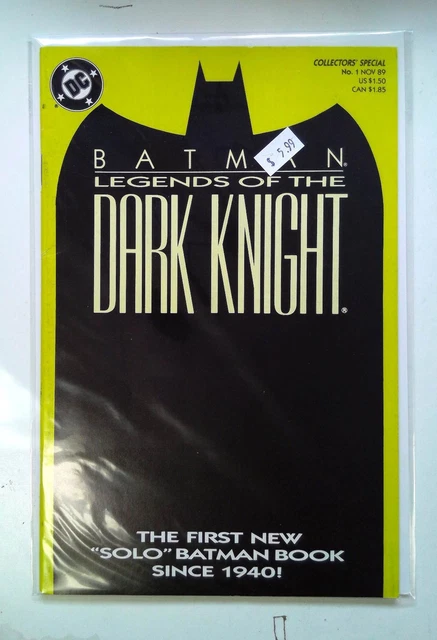 DC
COLLECTORS' SPECIAL
No. 1 NOV 89
US $1.50
CAN $1.85
$ 5.99
BATMAN®
LEGENDS OF THE
DARK KNIGHT®
THE FIRST NEW
"SOLO" BATMAN BOOK
SINCE 1940!